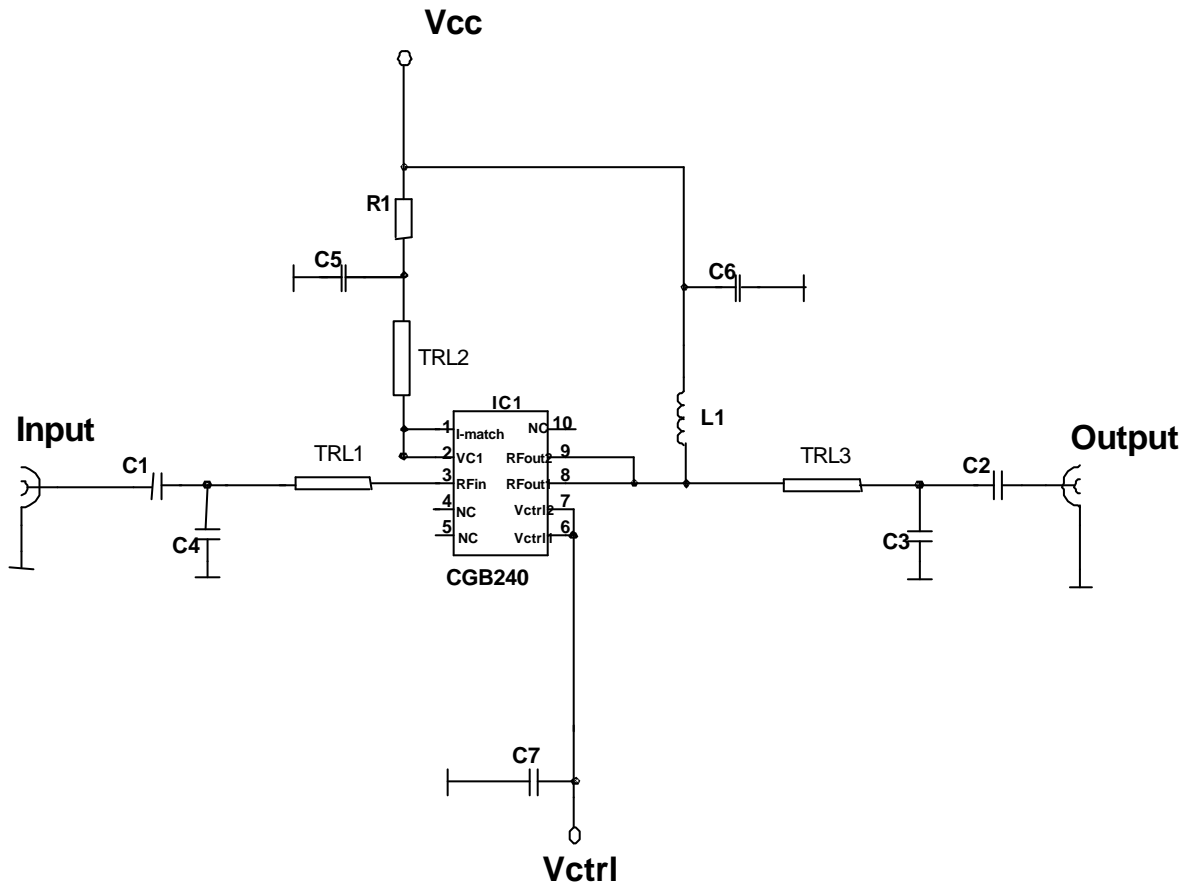 Vcc
R1
C5
C6
TRL2
IC1
L1
Input
Output
1
I-match
NC
10
2
VC1
RFout2
9
TRL1
TRL3
C1
C2
3
RFin
RFout1
8
4
NC
Vctrl2
7
5
NC
Vctrl1
6
C4
C3
CGB240
C7
Vctrl